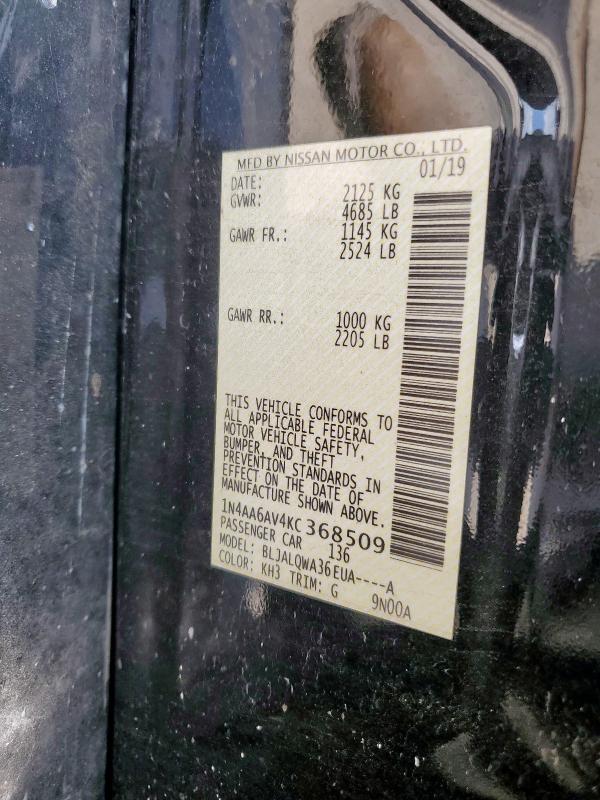 MFD BY NISSAN MOTOR CO., LTD.
DATE: 01/19
GVWR: 2125 KG
4685 LB
GAWR FR.: 1145 KG
2524 LB
GAWR RR.: 1000 KG
2205 LB
THIS VEHICLE CONFORMS TO
ALL APPLICABLE FEDERAL
MOTOR VEHICLE SAFETY,
BUMPER, AND THEFT
PREVENTION STANDARDS IN
EFFECT ON THE DATE OF
MANUFACTURE SHOWN ABOVE.
1N4AA6AV4KC 368509
PASSENGER CAR 136
MODEL: BLJALQWA36EUA----A
COLOR: KH3 TRIM: G 9N00A